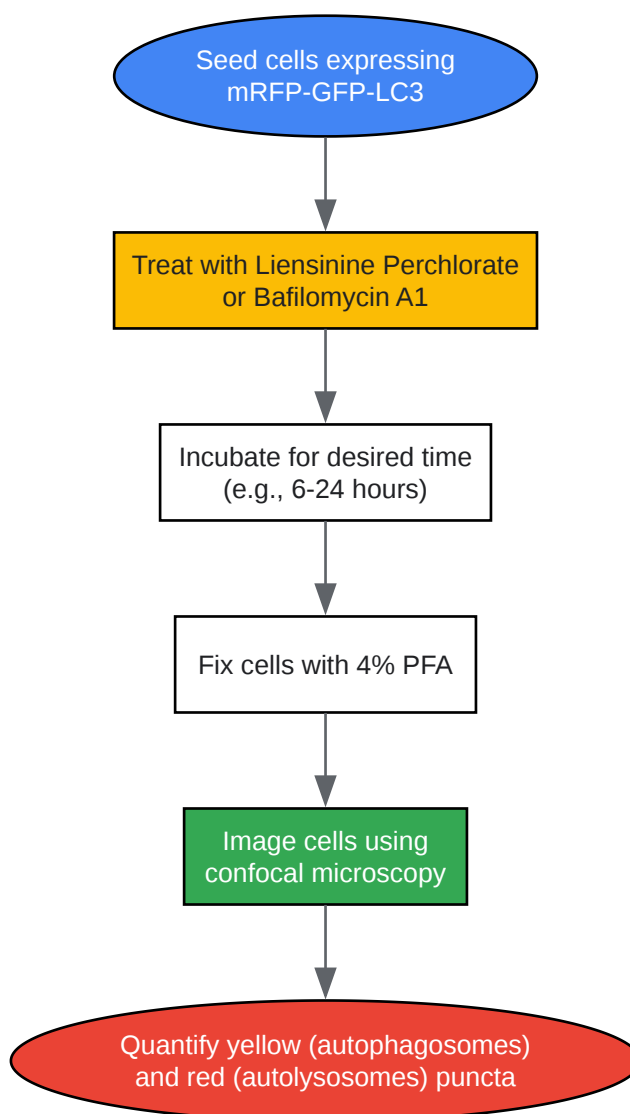 Seed cells expressing
mRFP-GFP-LC3
Treat with Liensinine Perchlorate
or Bafilomycin A1
Incubate for desired time
(e.g., 6-24 hours)
Fix cells with 4% PFA
Image cells using
confocal microscopy
Quantify yellow (autophagosomes)
and red (autolysosomes) puncta